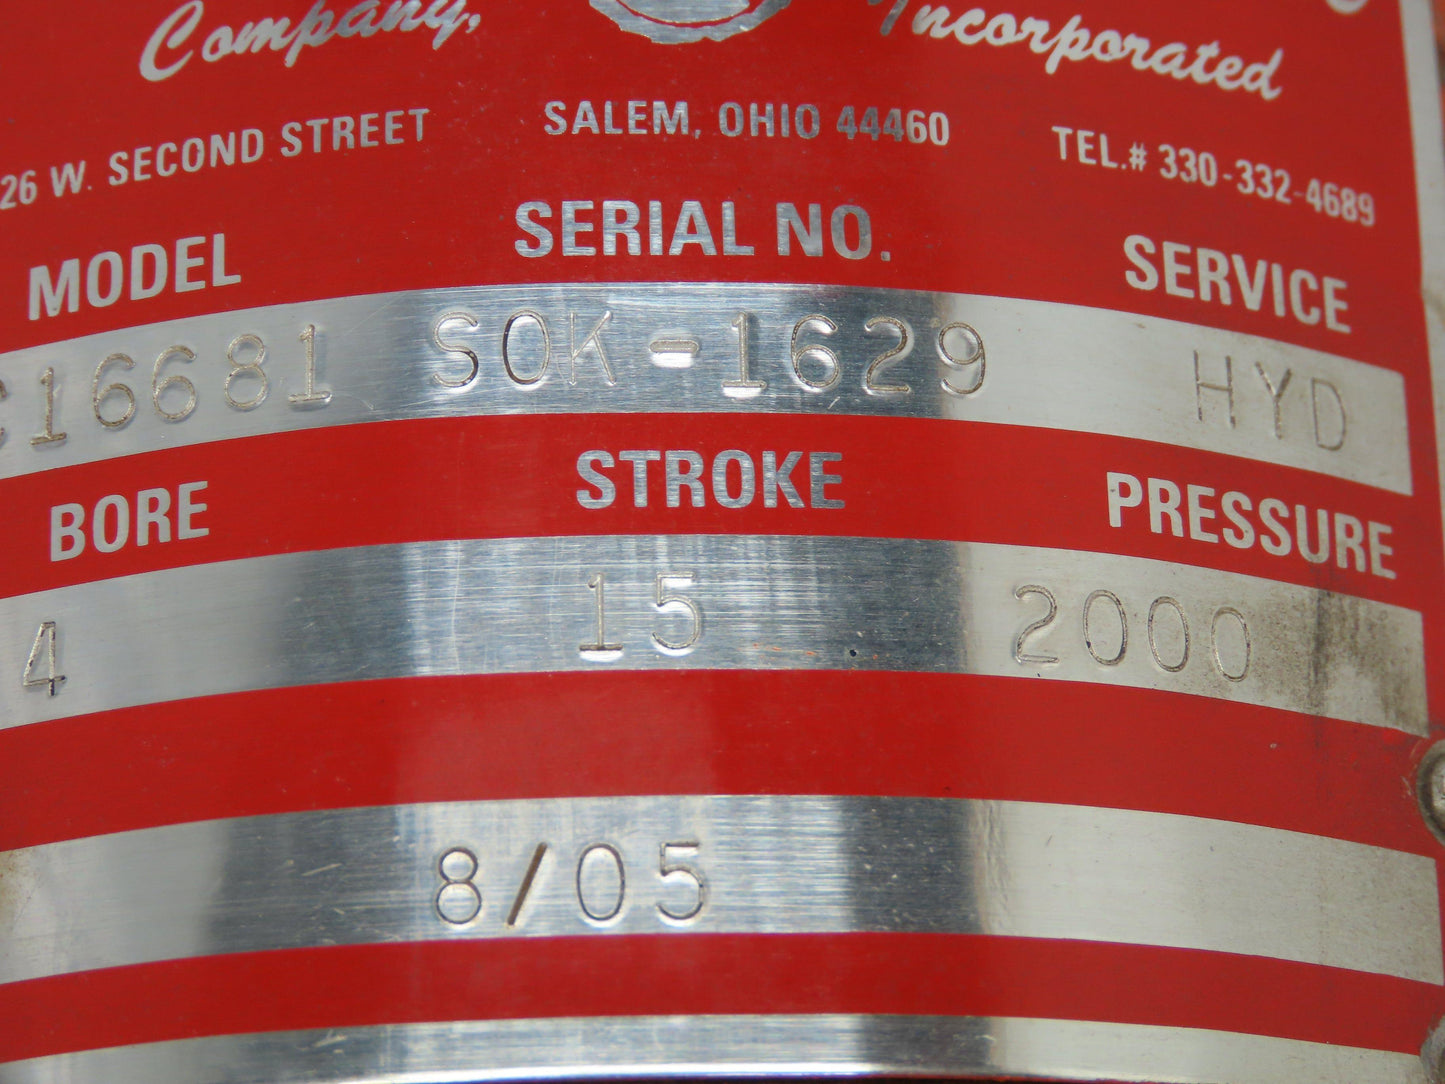 Company, Incorporated
26 W. SECOND STREET SALEM, OHIO 44460 TEL.# 330-332-4689
MODEL SERIAL NO. SERVICE
C16681 SOK-1629 HYD
BORE STROKE PRESSURE
4 15 2000
8/05